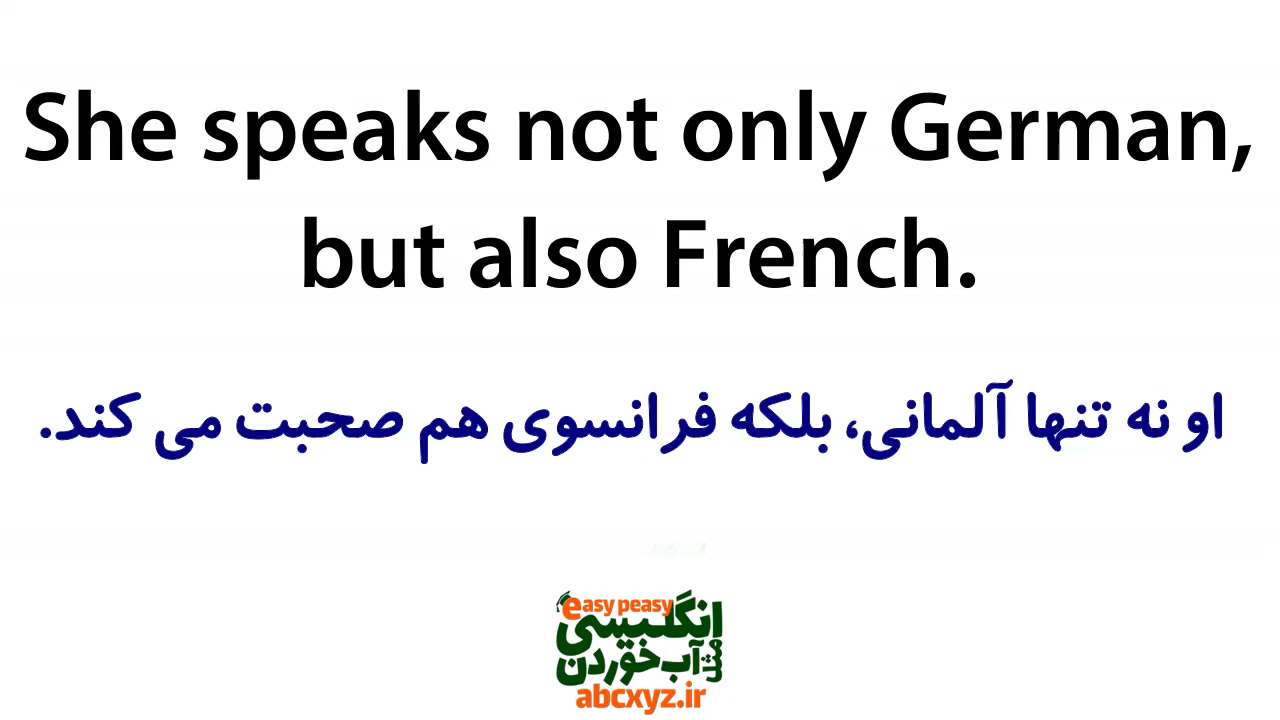 She speaks not only German,
but also French.
او نه تنها آلمانی، بلکه فرانسوی هم صحبت می کند.
easy peasy
انگلیسی
مثل آب خوردن
abcxyz.ir